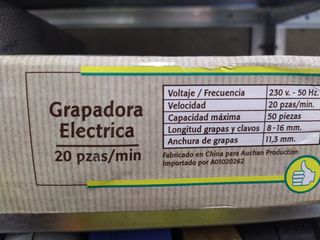 Grapadora
Electrica
20 pzas/min
Voltaje / Frecuencia 230 v. - 50 Hz.
Velocidad 20 pzas/min.
Capacidad máxima 50 piezas
Longitud grapas y clavos 8-16 mm.
Anchura de grapas 11,3 mm.
Fabricado en China para Auchan Production
Importado por A01020262